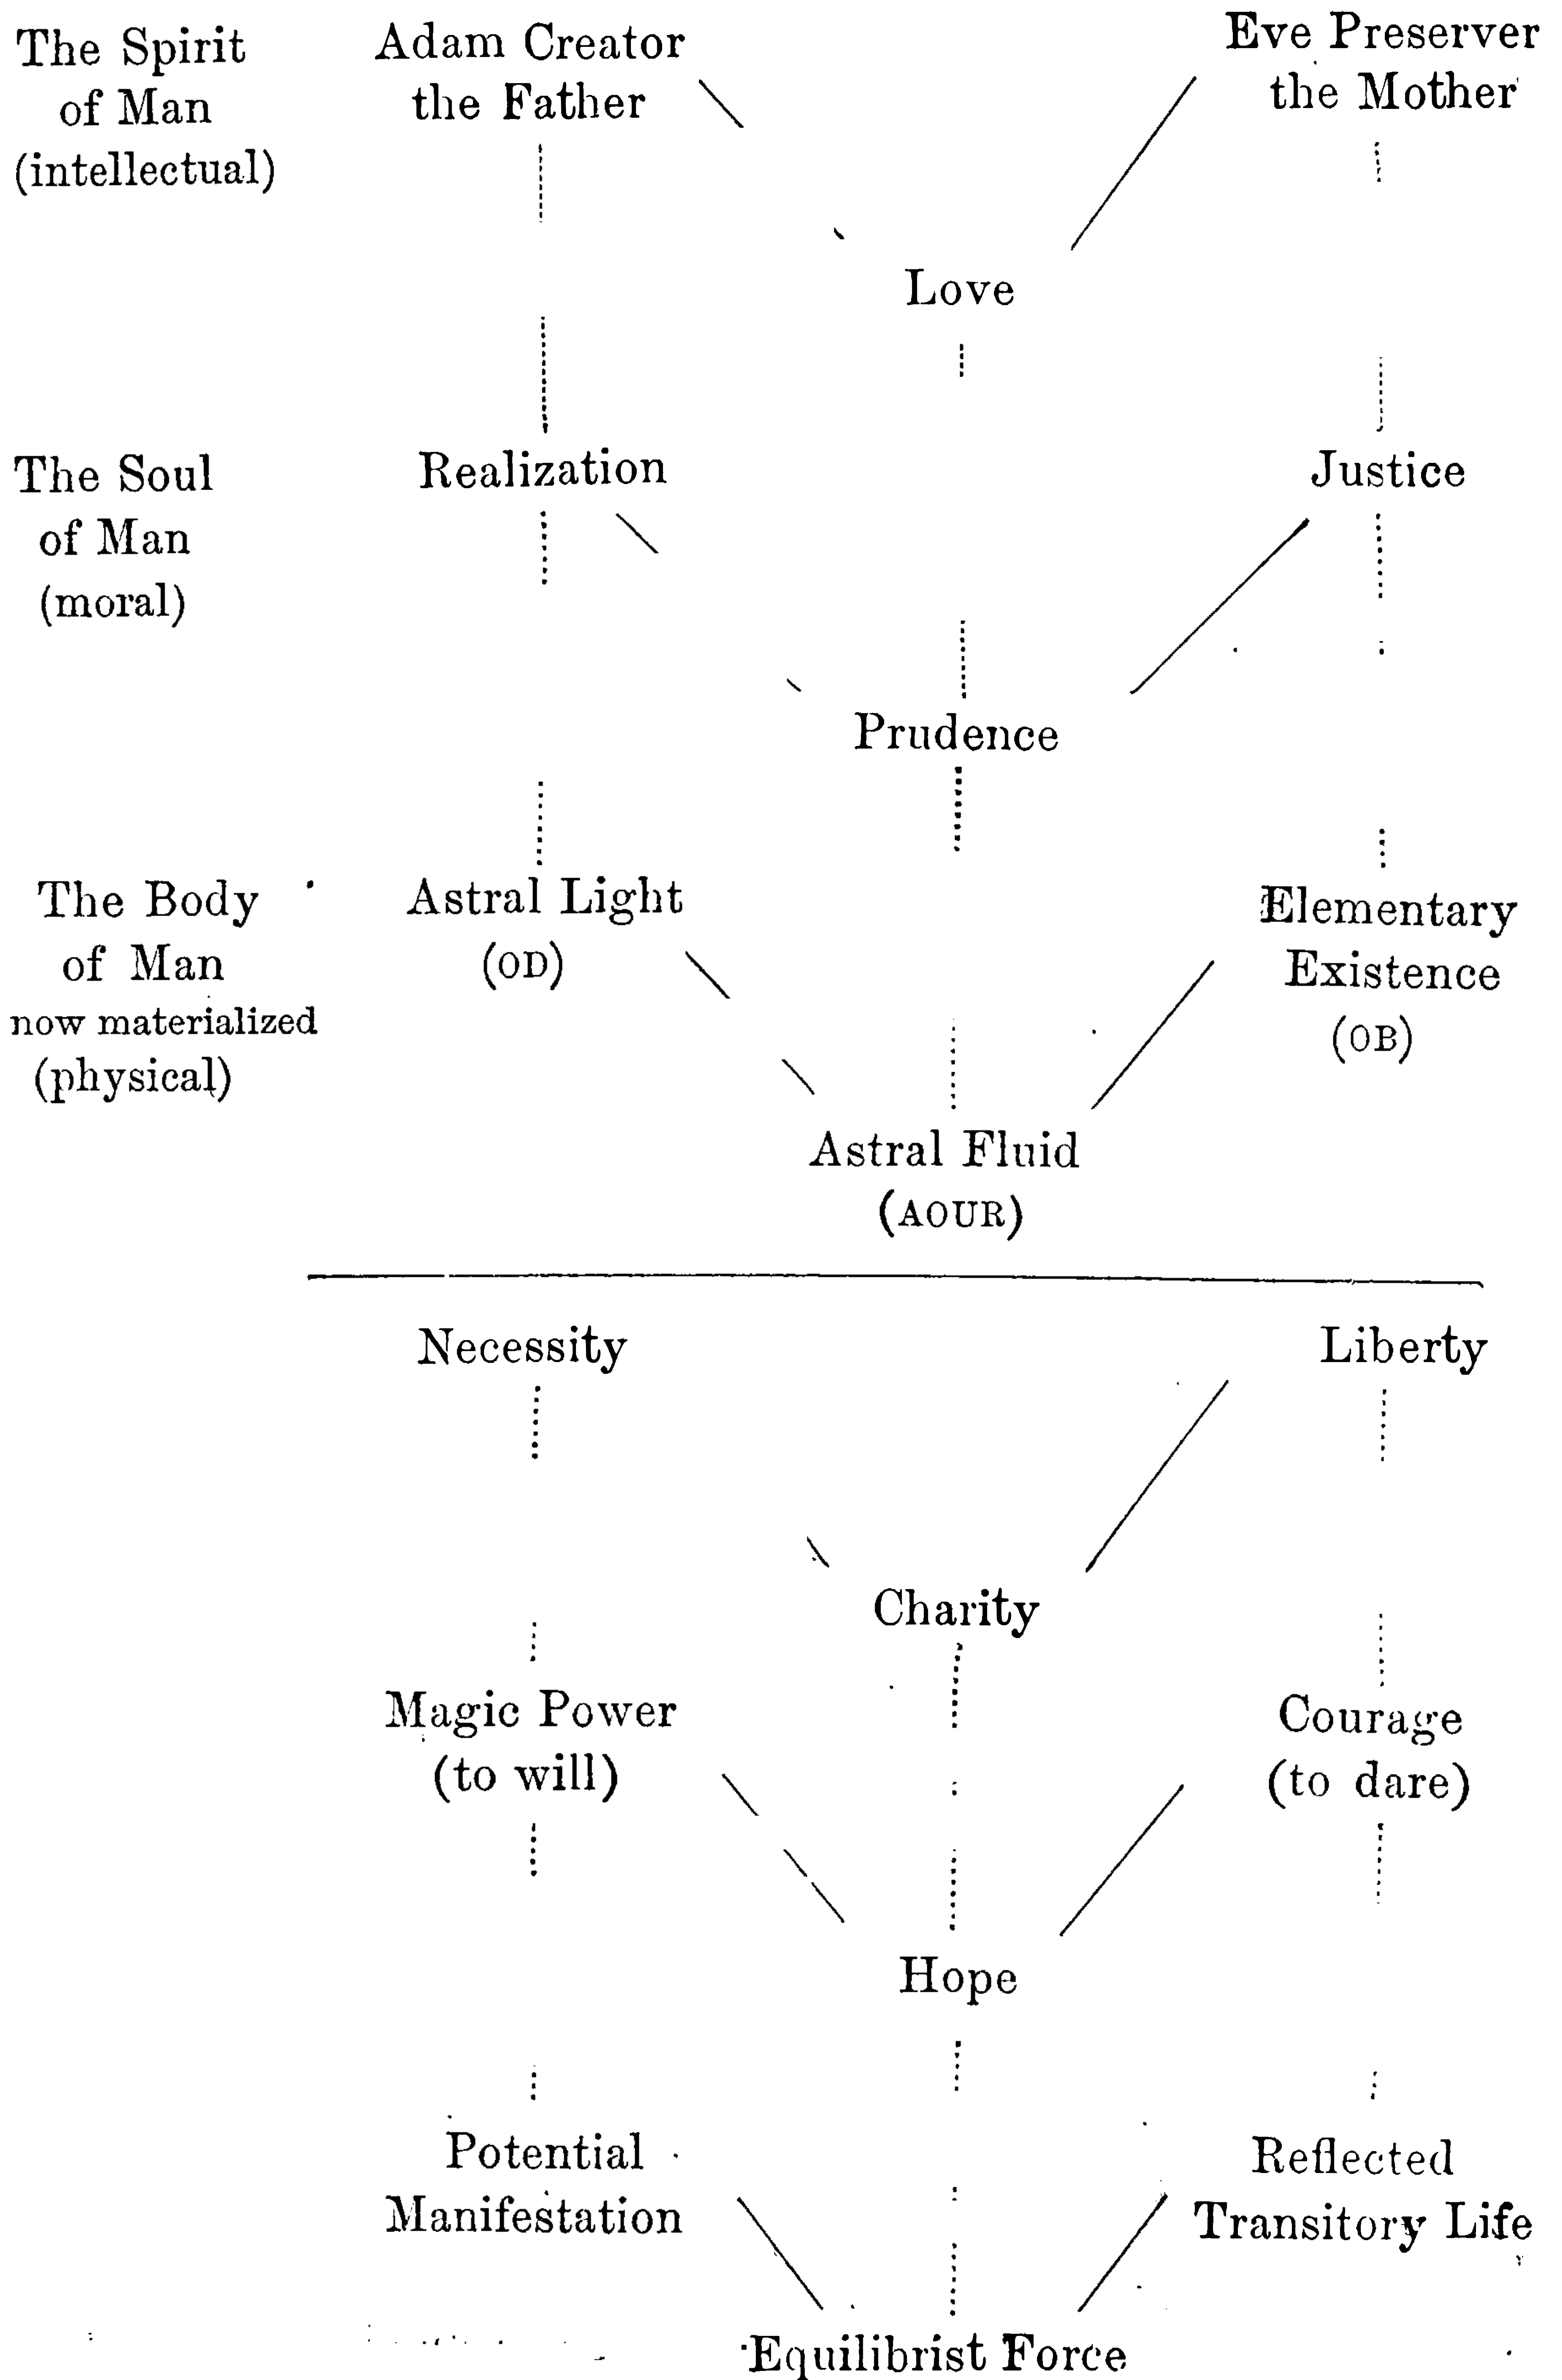 The Spirit
of Man
(intellectual)
Adam Creator
the Father
Eve Preserver
the Mother
Love
The Soul
of Man
(moral)
Realization
Justice
Prudence
The Body
of Man
now materialized
(physical)
Astral Light
(OD)
Elementary
Existence
(OB)
Astral Fluid
(AOUR)
Necessity
Liberty
Charity
Magic Power
(to will)
Courage
(to dare)
Hope
Potential
Manifestation
Reflected
Transitory Life
Equilibrist Force